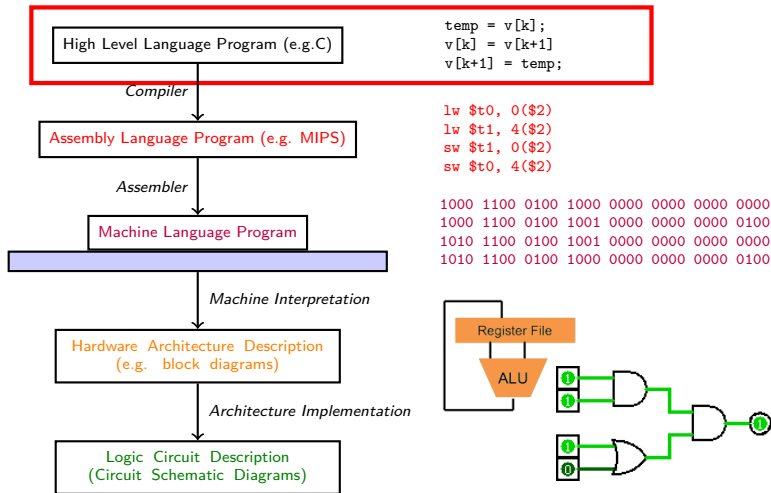 High Level Language Program (e.g.C)
temp = v[k];
v[k] = v[k+1]
v[k+1] = temp;
Compiler
Assembly Language Program (e.g. MIPS)
lw $t0, 0($2)
lw $t1, 4($2)
sw $t1, 0($2)
sw $t0, 4($2)
Assembler
Machine Language Program
1000 1100 0100 1000 0000 0000 0000 0000
1000 1100 0100 1001 0000 0000 0000 0100
1010 1100 0100 1001 0000 0000 0000 0000
1010 1100 0100 1000 0000 0000 0000 0100
Machine Interpretation
Hardware Architecture Description
(e.g. block diagrams)
Register File
ALU
Architecture Implementation
Logic Circuit Description
(Circuit Schematic Diagrams)
1
1
1
1
0